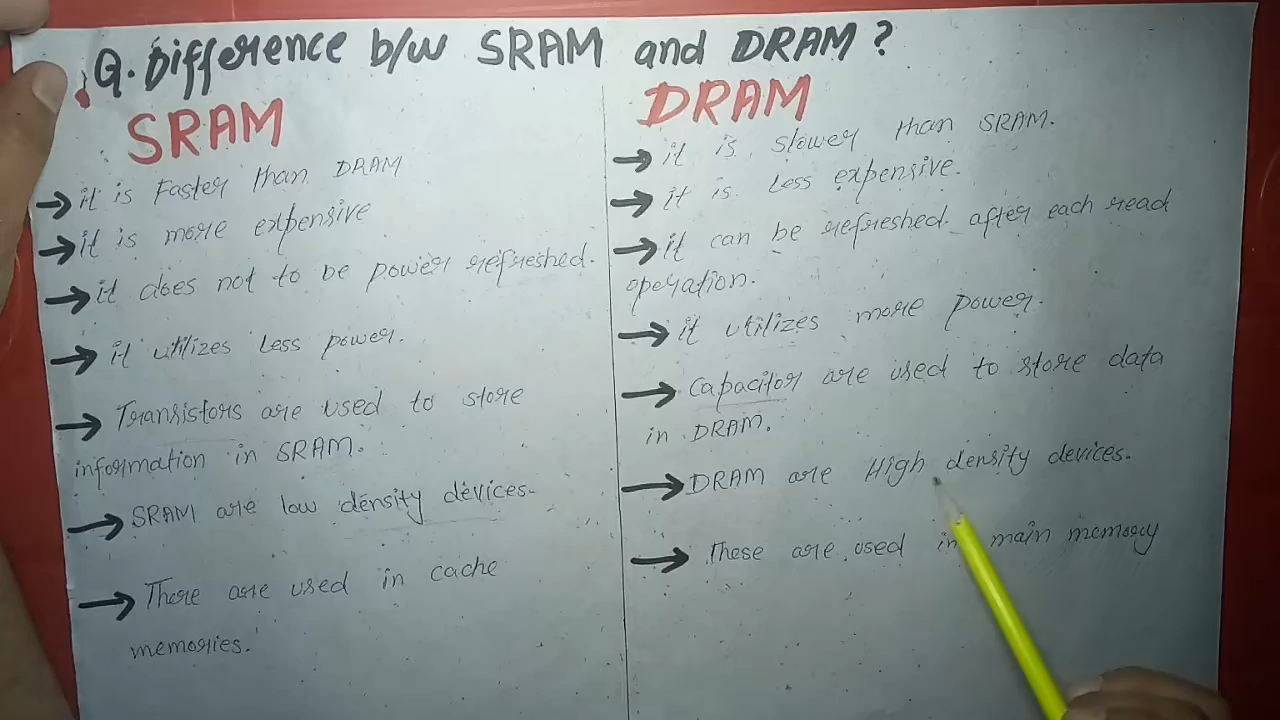 Q. Difference b/w SRAM and DRAM ?
SRAM
→ it is Faster than DRAM
→ it is more expensive
→ it does not to be power refreshed.
→ it utilizes Less power.
→ Transistors are used to store
information in SRAM.
→ SRAM are low density devices.
→ There are used in cache
memories.
DRAM
→ it is slower than SRAM.
→ it is Less expensive.
→ it can be refreshed after each read
operation.
→ it utilizes more power.
→ Capacitor are used to store data
in DRAM.
→ DRAM are High density devices.
→ These are used in main memory